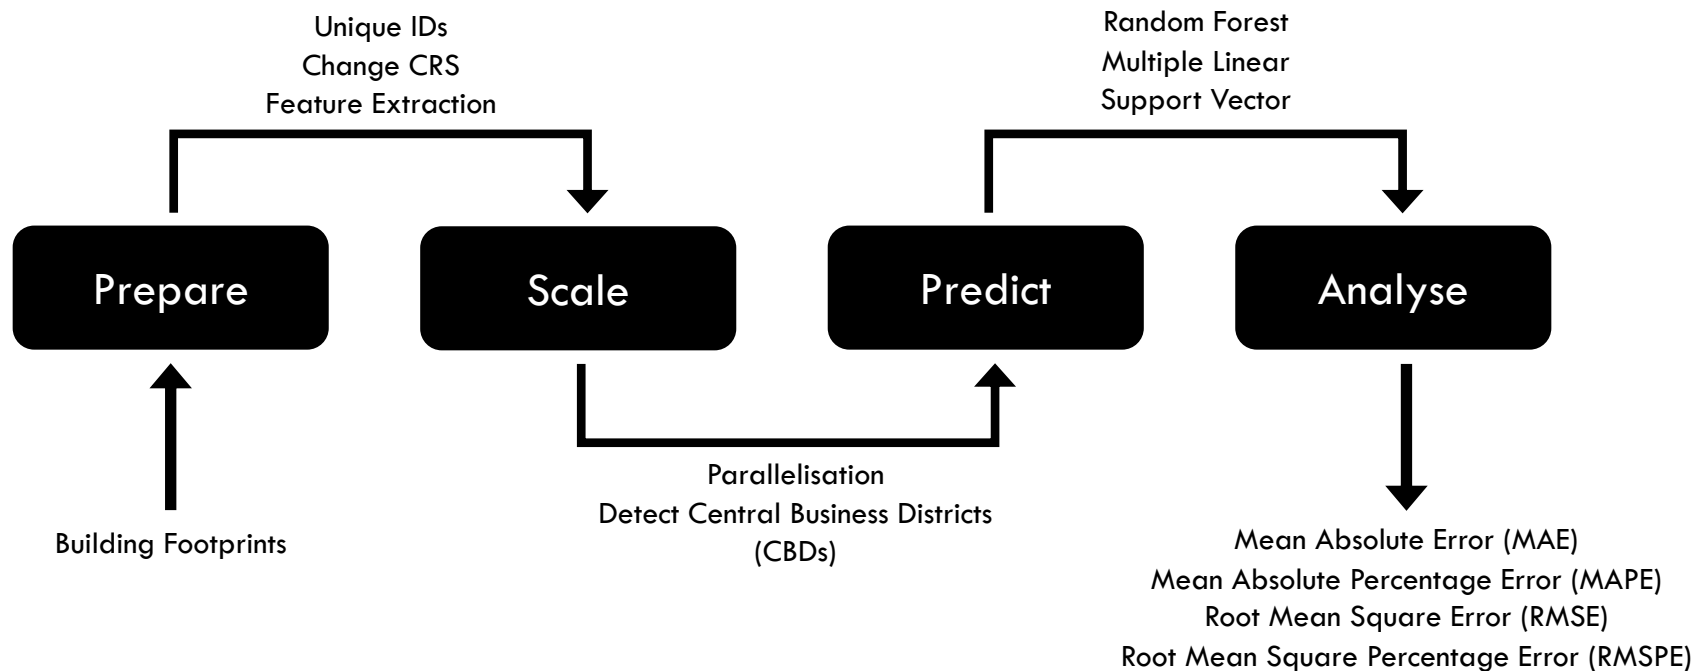 Unique IDs
Change CRS
Feature Extraction
Random Forest
Multiple Linear
Support Vector
Prepare
Scale
Predict
Analyse
Building Footprints
Parallelisation
Detect Central Business Districts
(CBDs)
Mean Absolute Error (MAE)
Mean Absolute Percentage Error (MAPE)
Root Mean Square Error (RMSE)
Root Mean Square Percentage Error (RMSPE)